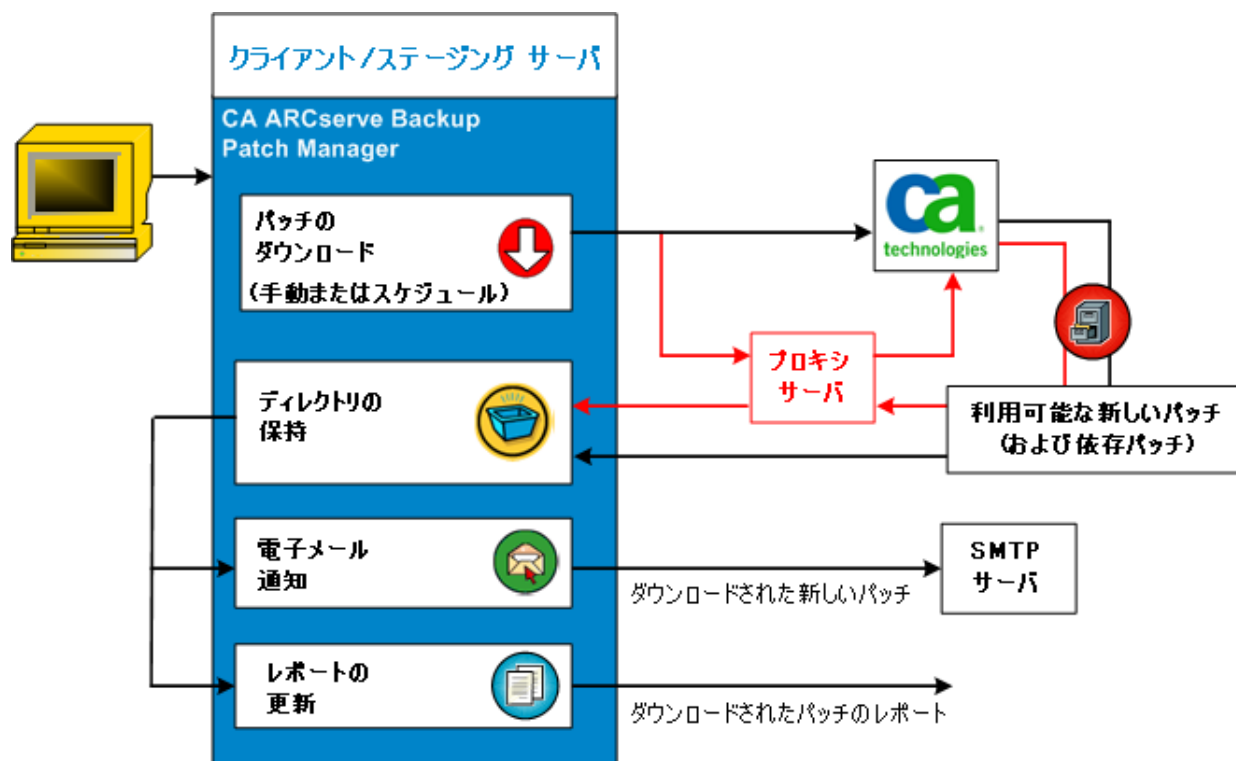 クライアント/ステージング サーバ
CA ARCserve Backup
Patch Manager
パッチの
ダウンロード
(手動またはスケジュール)
ca
technologies
プロキシ
サーバ
ディレクトリの
保持
利用可能な新しいパッチ
(および依存パッチ)
電子メール
通知
ダウンロードされた新しいパッチ
SMTP
サーバ
レポートの
更新
ダウンロードされたパッチのレポート